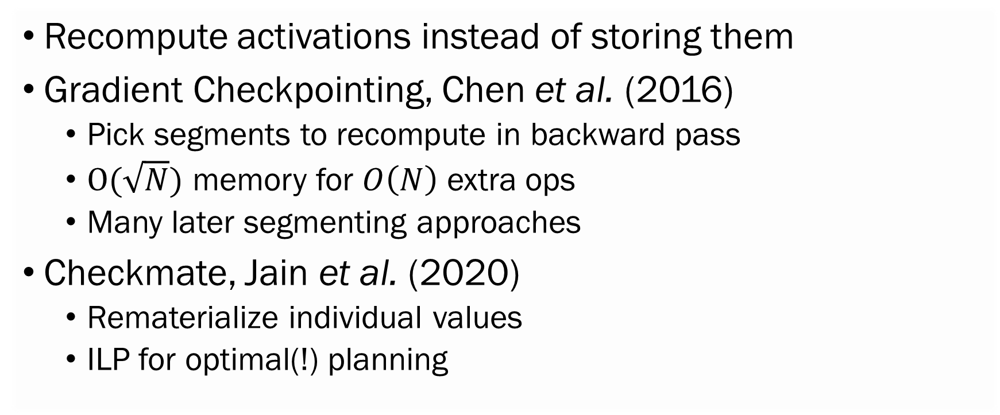 • Recompute activations instead of storing them
• Gradient Checkpointing, Chen et al. (2016)
• Pick segments to recompute in backward pass
• O(√N) memory for O(N) extra ops
• Many later segmenting approaches
• Checkmate, Jain et al. (2020)
• Rematerialize individual values
• ILP for optimal(!) planning